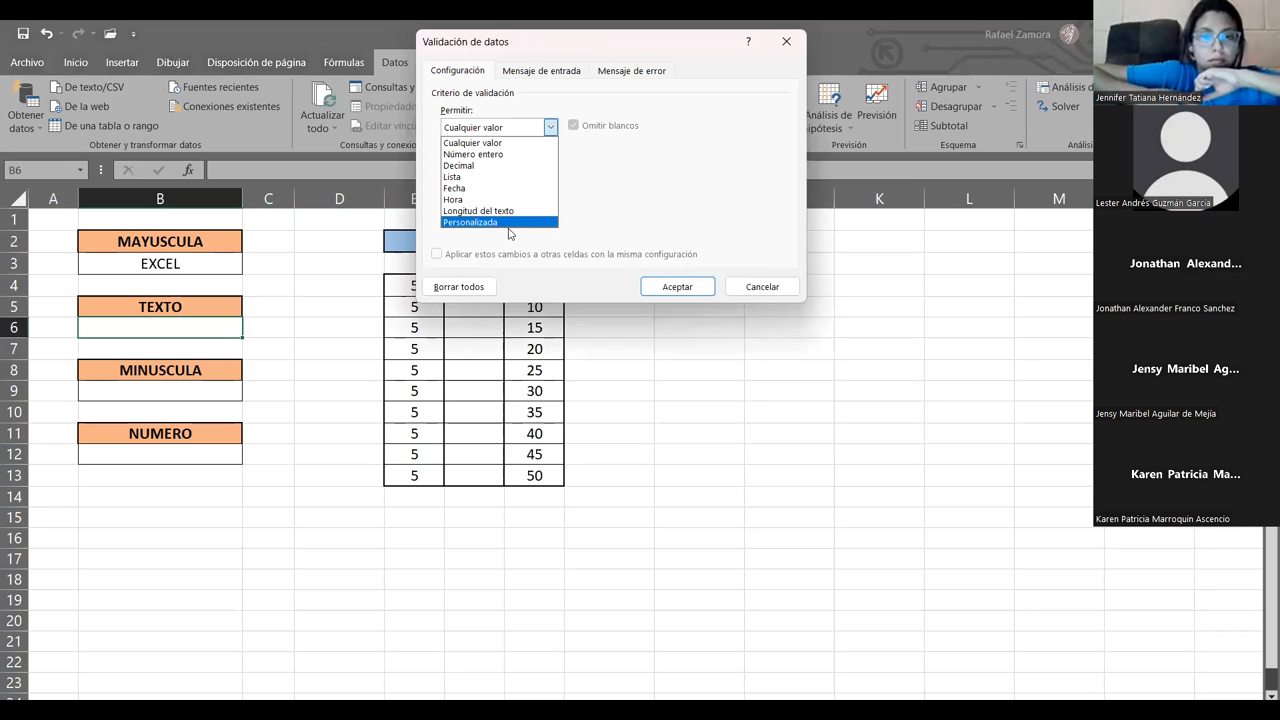 Rafael Zamora
Archivo Inicio Insertar Dibujar Disposición de página Fórmulas Datos
Obtener datos
De texto/CSV
De la web
De una tabla o rango
Fuentes recientes
Conexiones existentes
Obtener y transformar datos
Actualizar todo
Consultas y
Propiedade
Editar víncu
Consultas y conexi
hipótesis
Previsión
Previsión
Agrupar
Desagrupar
Subtotal
Esquema
Análisis d
Solver
Análisis
B6
fx
Validación de datos
?
Configuración Mensaje de entrada Mensaje de error
Criterio de validación
Permitir:
Cualquier valor
Omitir blancos
Cualquier valor
Número entero
Decimal
Lista
Fecha
Hora
Longitud del texto
Personalizada
Aplicar estos cambios a otras celdas con la misma configuración
Borrar todos Aceptar Cancelar
A B C D E K L M
1
2 MAYUSCULA
3 EXCEL
4 5
5 TEXTO 5 10
6 5 15
7 5 20
8 MINUSCULA 5 25
9 5 30
10 5 35
11 NUMERO 5 40
12 5 45
13 5 50
14
15
16
17
18
19
20
21
22
23
Jennifer Tatiana Hernández
Lester Andrés Guzmán García
Jonathan Alexand...
Jonathan Alexander Franco Sanchez
Jensy Maribel Ag...
Jensy Maribel Aguilar de Mejía
Karen Patricia Ma...
Karen Patricia Marroquin Ascencio